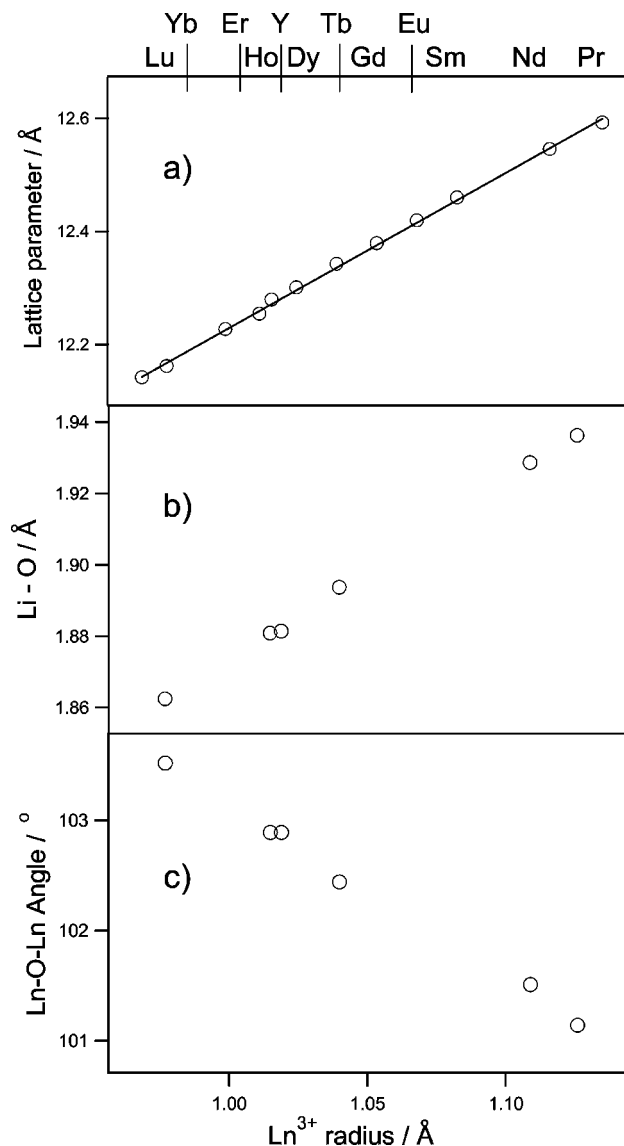 Yb Er Y Tb Eu
Lu Ho Dy Gd Sm Nd Pr
Lattice parameter / Å
12.6
12.4
12.2
a)
Li - O / Å
1.94
1.92
1.90
1.88
1.86
b)
Ln-O-Ln Angle / °
103
102
101
c)
1.00 1.05 1.10
Ln³⁺ radius / Å